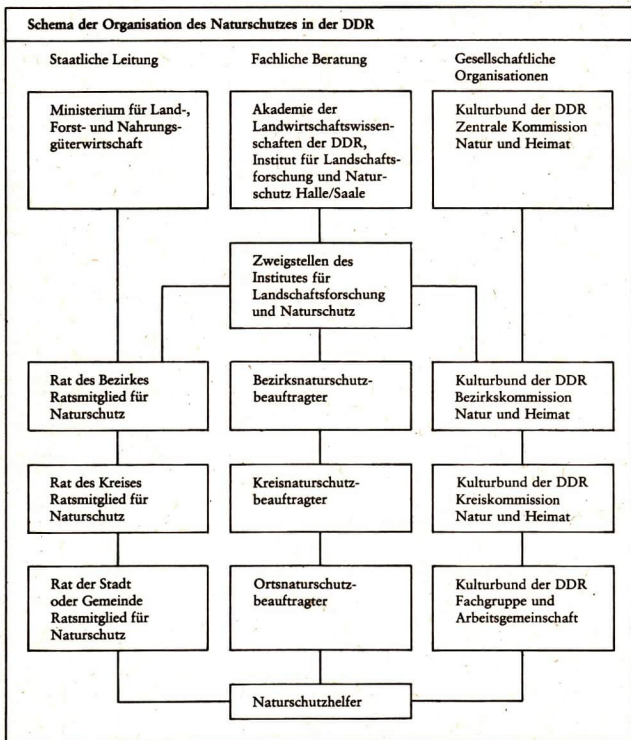 Schema der Organisation des Naturschutzes in der DDR
Staatliche Leitung
Fachliche Beratung
Gesellschaftliche
Organisationen
Ministerium für Land-,
Forst- und Nahrungs-
güterwirtschaft
Akademie der
Landwirtschaftswissen-
schaften der DDR,
Institut für Landschafts-
forschung und Natur-
schutz Halle/Saale
Kulturbund der DDR
Zentrale Kommission
Natur und Heimat
Zweigstellen des
Institutes für
Landschaftsforschung
und Naturschutz
Rat des Bezirkes
Ratsmitglied für
Naturschutz
Bezirksnaturschutz-
beauftragter
Kulturbund der DDR
Bezirkskommission
Natur und Heimat
Rat des Kreises
Ratsmitglied für
Naturschutz
Kreisnaturschutz-
beauftragter
Kulturbund der DDR
Kreiskommission
Natur und Heimat
Rat der Stadt
oder Gemeinde
Ratsmitglied für
Naturschutz
Ortsnaturschutz-
beauftragter
Kulturbund der DDR
Fachgruppe und
Arbeitsgemeinschaft
Naturschutzhelfer